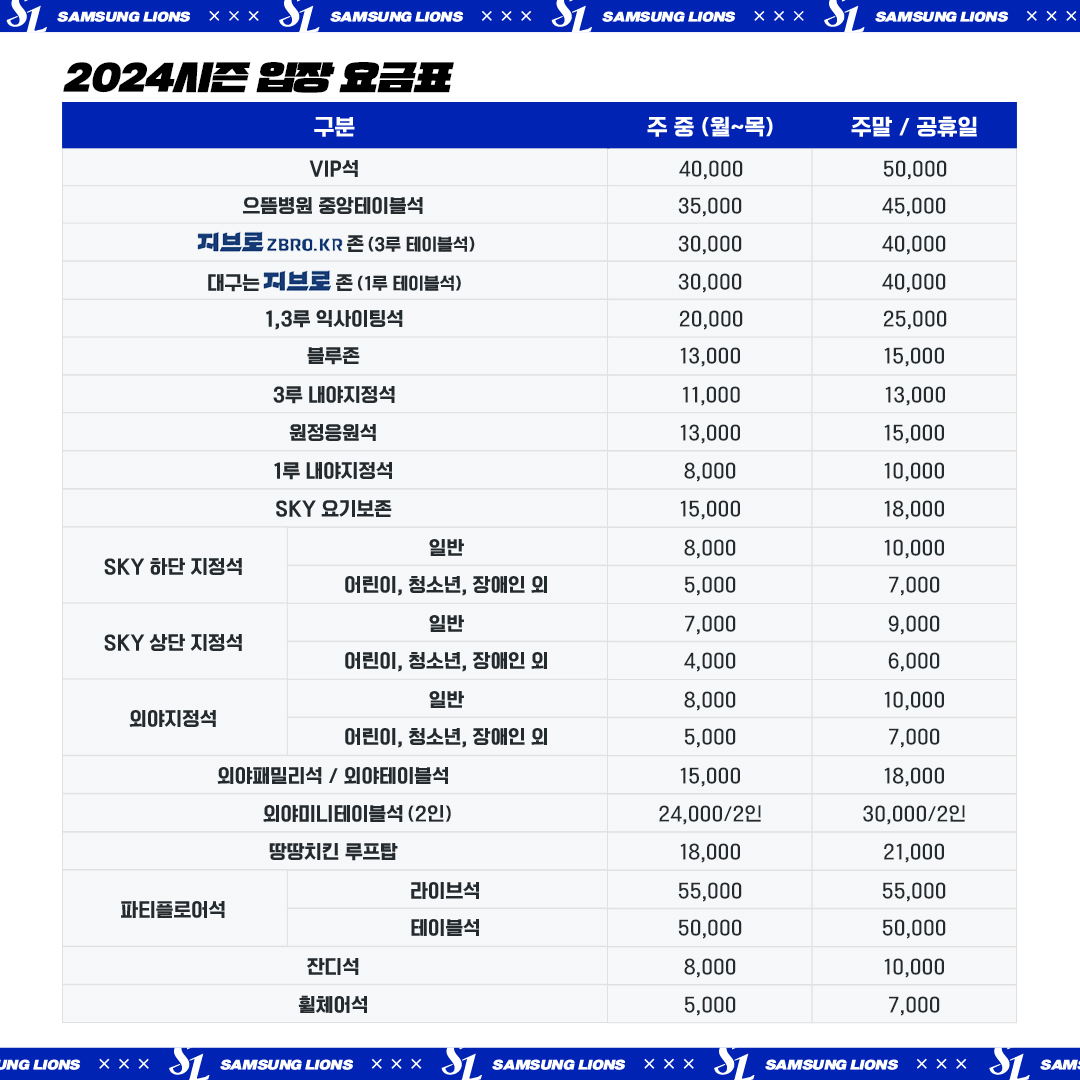 SL SAMSUNG LIONS × × × SL SAMSUNG LIONS × × × SL SAMSUNG LIONS × × × SL SAMSUNG LIONS × × ×
2024시즌 입장 요금표
구분 주 중 (월~목) 주말 / 공휴일
VIP석 40,000 50,000
으뜸병원 중앙테이블석 35,000 45,000
지브로 ZBRO.KR 존 (3루 테이블석) 30,000 40,000
대구는 지브로 존 (1루 테이블석) 30,000 40,000
1,3루 익사이팅석 20,000 25,000
블루존 13,000 15,000
3루 내야지정석 11,000 13,000
원정응원석 13,000 15,000
1루 내야지정석 8,000 10,000
SKY 요기보존 15,000 18,000
SKY 하단 지정석 일반 8,000 10,000
어린이, 청소년, 장애인 외 5,000 7,000
SKY 상단 지정석 일반 7,000 9,000
어린이, 청소년, 장애인 외 4,000 6,000
외야지정석 일반 8,000 10,000
어린이, 청소년, 장애인 외 5,000 7,000
외야패밀리석 / 외야테이블석 15,000 18,000
외야미니테이블석 (2인) 24,000/2인 30,000/2인
땅땅치킨 루프탑 18,000 21,000
파티플로어석 라이브석 55,000 55,000
테이블석 50,000 50,000
잔디석 8,000 10,000
휠체어석 5,000 7,000
UNG LIONS × × × SL SAMSUNG LIONS × × × SL SAMSUNG LIONS × × × SL SAMSUNG LIONS × × × SL SAMS